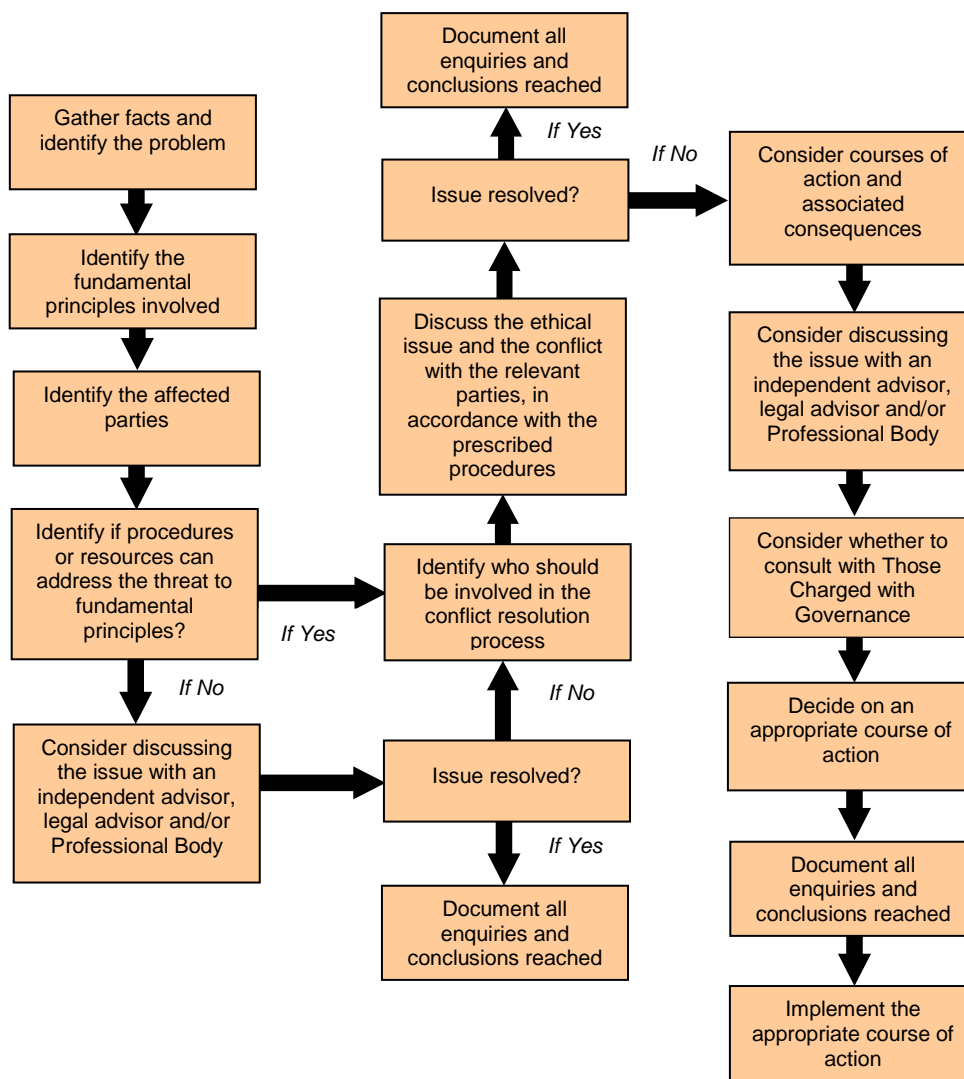 Gather facts and
identify the problem
Identify the
fundamental
principles involved
Identify the affected
parties
Identify if procedures
or resources can
address the threat to
fundamental
principles?
If Yes
If No
Consider discussing
the issue with an
independent advisor,
legal advisor and/or
Professional Body
Document all
enquiries and
conclusions reached
If Yes
Issue resolved?
If No
Discuss the ethical
issue and the conflict
with the relevant
parties, in
accordance with the
prescribed
procedures
Identify who should
be involved in the
conflict resolution
process
If No
Issue resolved?
If Yes
Document all
enquiries and
conclusions reached
Consider courses of
action and
associated
consequences
Consider discussing
the issue with an
independent advisor,
legal advisor and/or
Professional Body
Consider whether to
consult with Those
Charged with
Governance
Decide on an
appropriate course of
action
Document all
enquiries and
conclusions reached
Implement the
appropriate course of
action